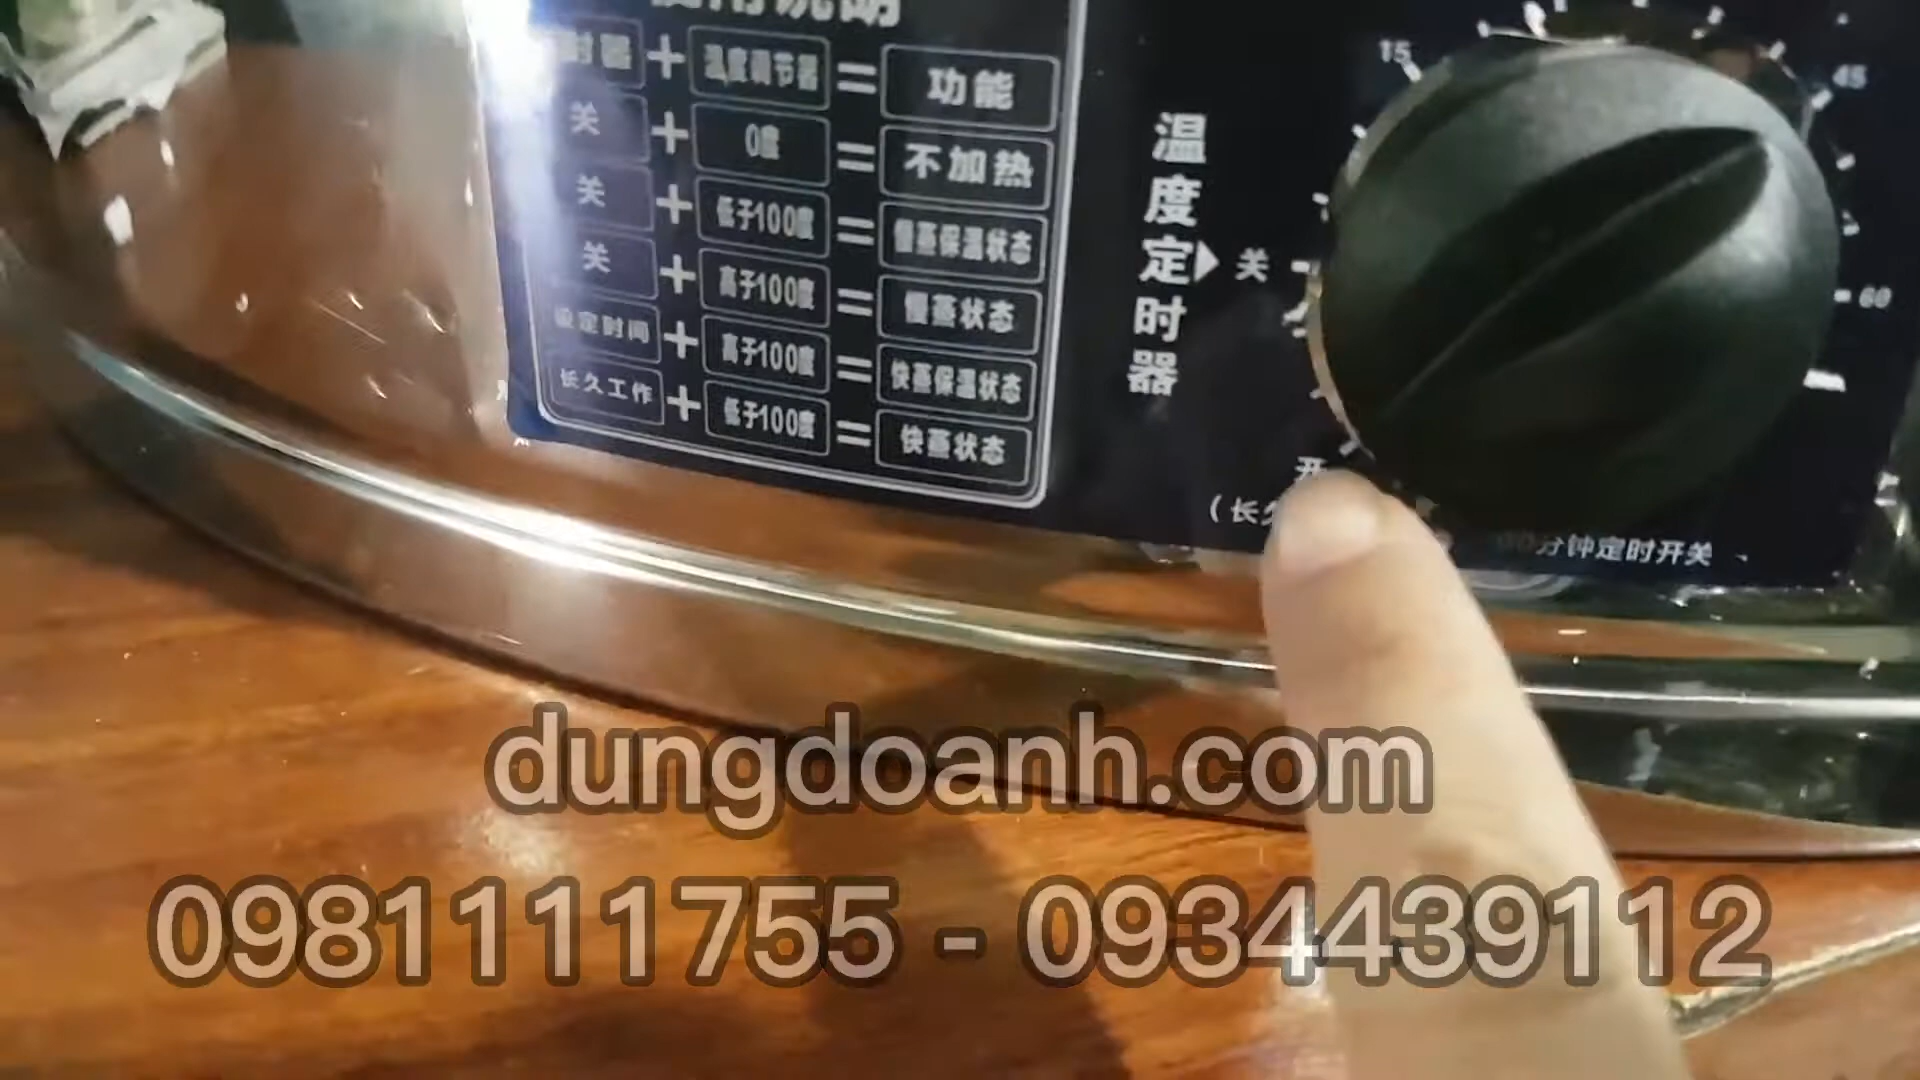 时器 + 温度调节器 = 功能
关 + 0度 = 不加热
关 + 低于100度 = 慢蒸保温状态
关 + 高于100度 = 慢蒸状态
设定时间 + 高于100度 = 快蒸保温状态
长久工作 + 低于100度 = 快蒸状态
温度定时器
关
15
45
60
开
(长久
分钟定时开关
dungdoanh.com
0981111755 - 0934439112